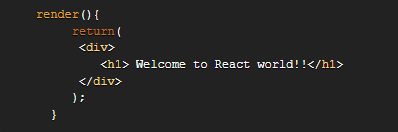 render(){
return(
<div>
<h1> Welcome to React world!!</h1>
</div>
);
}